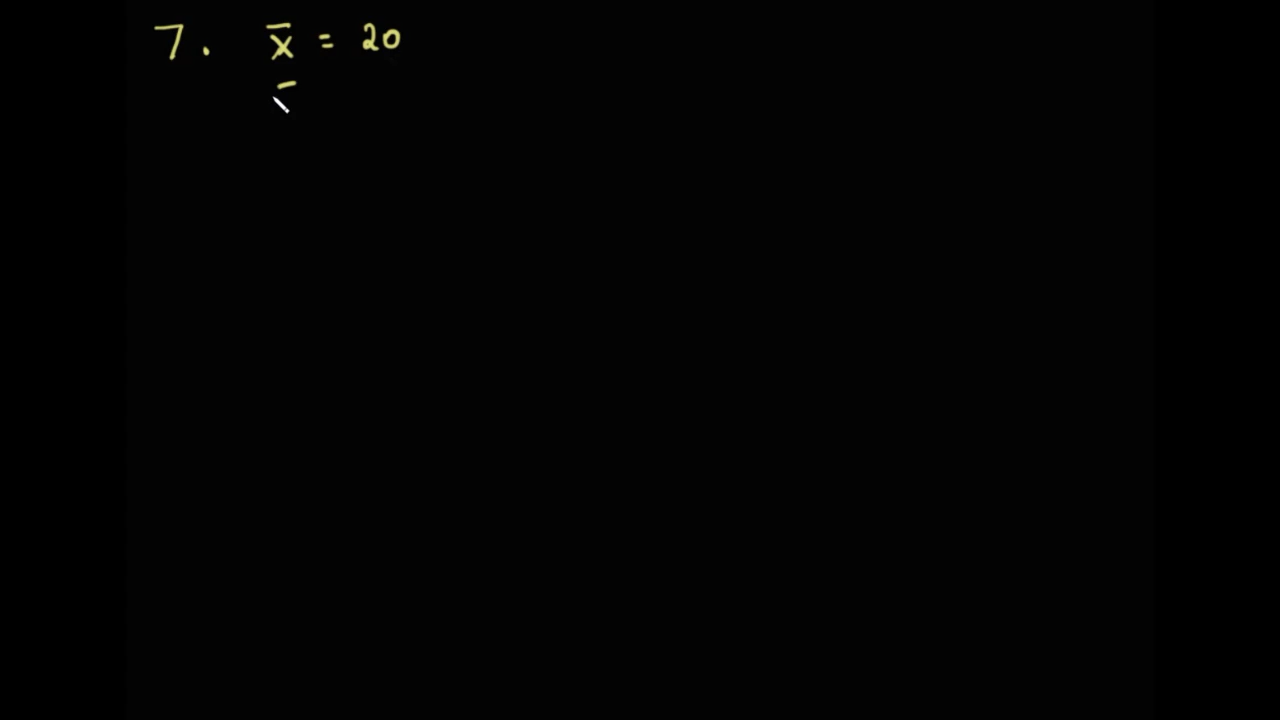 7. x̄ = 20